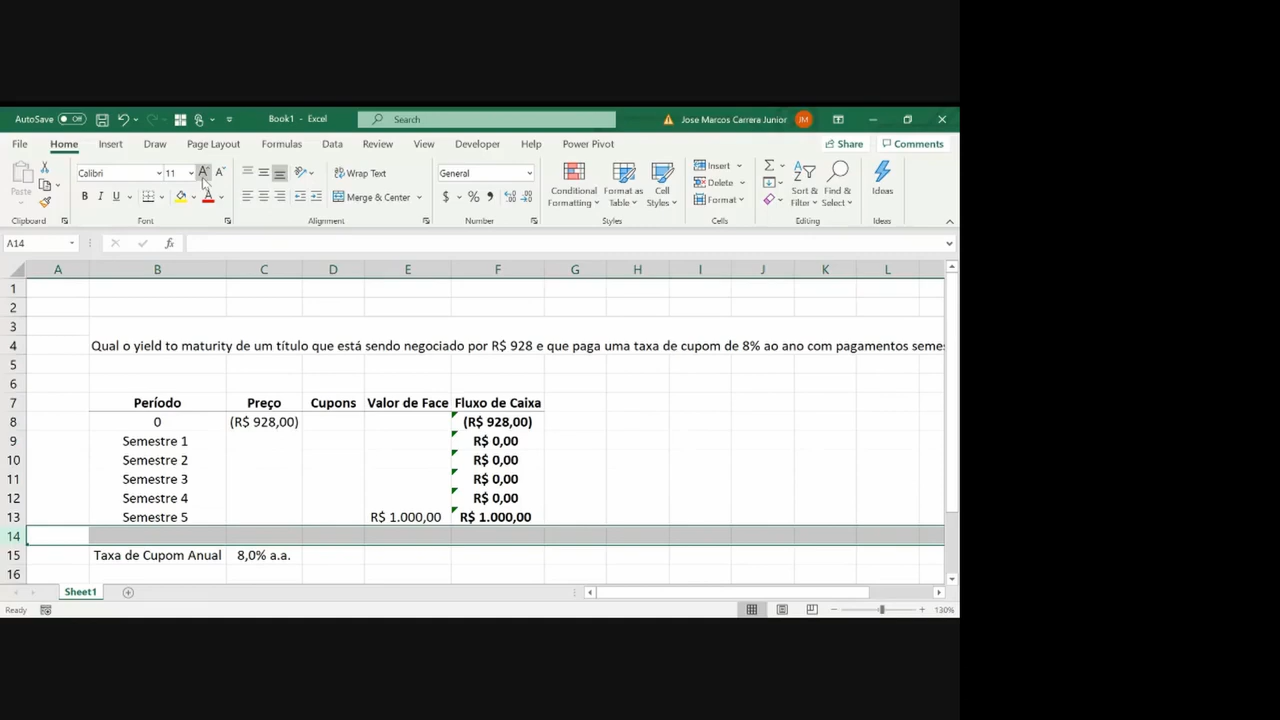 AutoSave Off Book1 - Excel Search Jose Marcos Carrera Junior JM
File Home Insert Draw Page Layout Formulas Data Review View Developer Help Power Pivot Share Comments
Paste Calibri 11 A A Wrap Text General Conditional Formatting Format as Table Cell Styles Insert Delete Format Sort & Filter Find & Select Ideas
B I U A Merge & Center $ % ,
Clipboard Font Alignment Number Styles Cells Editing Ideas
A14 fx
A B C D E F G H I J K L
1
2
3
4 Qual o yield to maturity de um título que está sendo negociado por R$ 928 e que paga uma taxa de cupom de 8% ao ano com pagamentos semes
5
6
7 Período Preço Cupons Valor de Face Fluxo de Caixa
8 0 (R$ 928,00) (R$ 928,00)
9 Semestre 1 R$ 0,00
10 Semestre 2 R$ 0,00
11 Semestre 3 R$ 0,00
12 Semestre 4 R$ 0,00
13 Semestre 5 R$ 1.000,00 R$ 1.000,00
14
15 Taxa de Cupom Anual 8,0% a.a.
16
Sheet1
Ready 130%